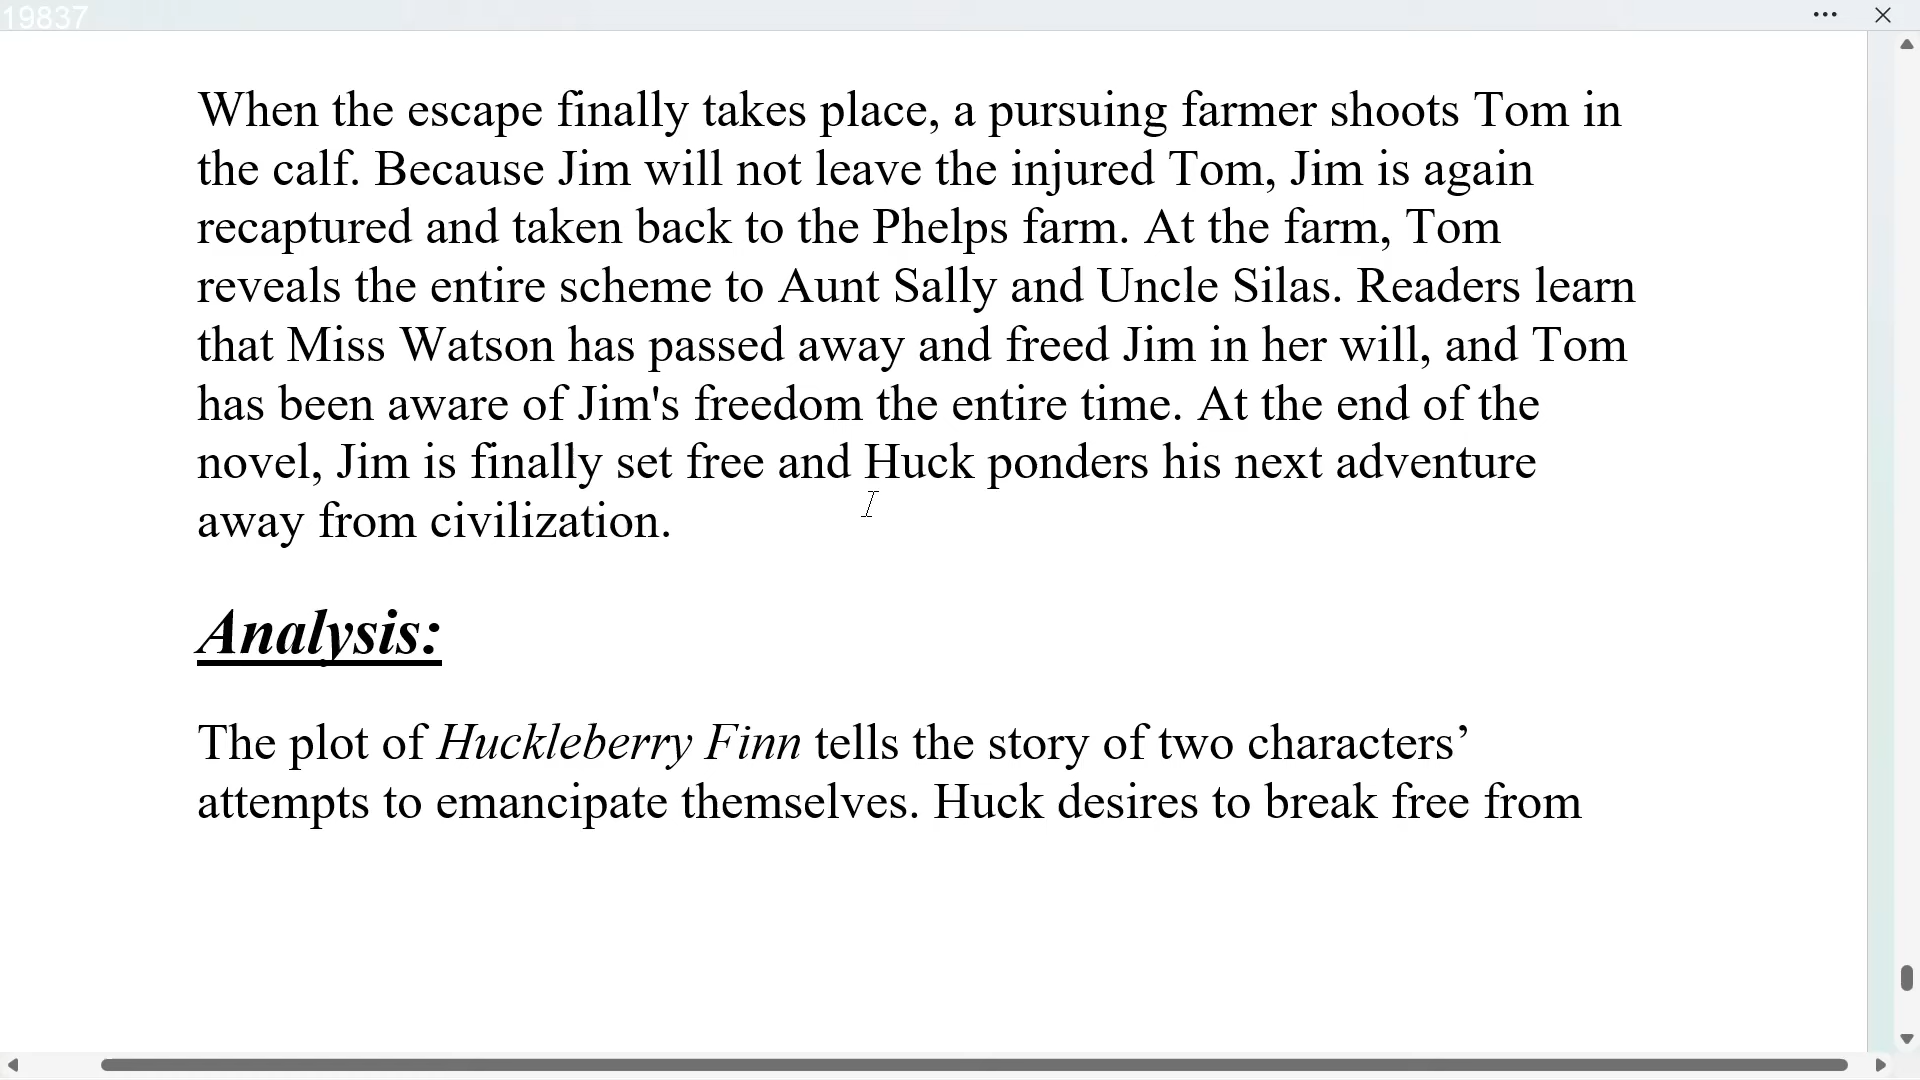 19837
When the escape finally takes place, a pursuing farmer shoots Tom in
the calf. Because Jim will not leave the injured Tom, Jim is again
recaptured and taken back to the Phelps farm. At the farm, Tom
reveals the entire scheme to Aunt Sally and Uncle Silas. Readers learn
that Miss Watson has passed away and freed Jim in her will, and Tom
has been aware of Jim's freedom the entire time. At the end of the
novel, Jim is finally set free and Huck ponders his next adventure
away from civilization.
Analysis:
The plot of Huckleberry Finn tells the story of two characters’
attempts to emancipate themselves. Huck desires to break free from